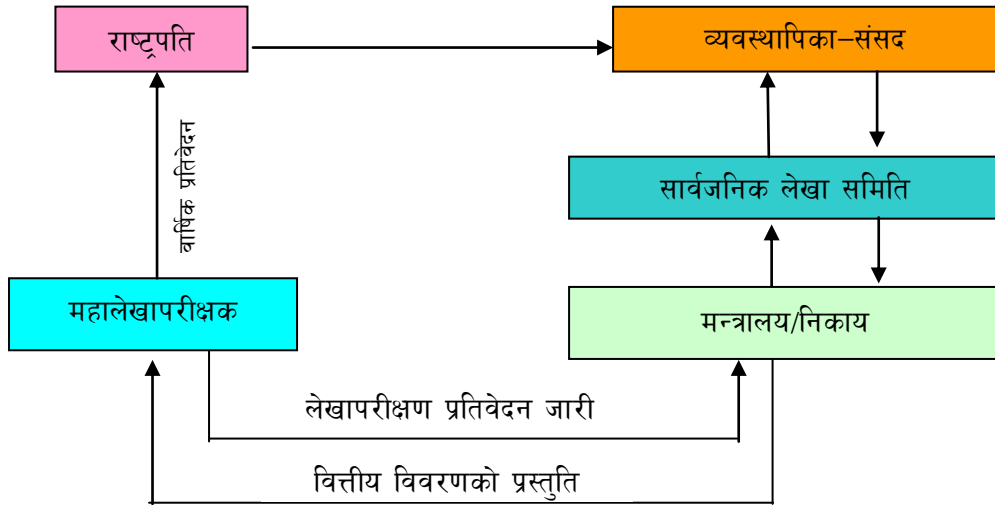 राष्ट्रपति
व्यवस्थापिका–संसद
वार्षिक प्रतिवेदन
सार्वजनिक लेखा समिति
महालेखापरीक्षक
मन्त्रालय/निकाय
लेखापरीक्षण प्रतिवेदन जारी
वित्तीय विवरणको प्रस्तुति